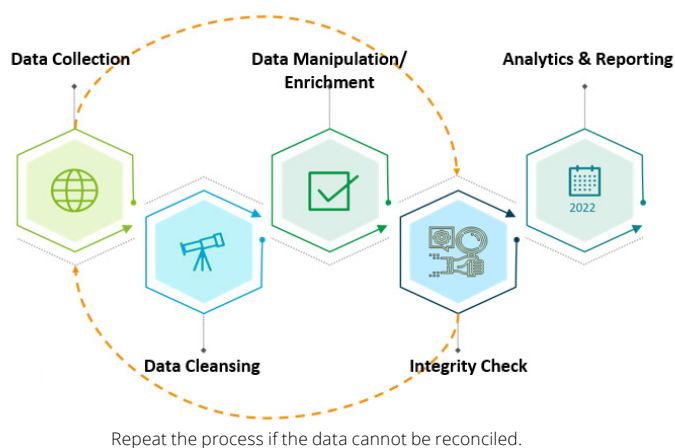 Data Collection
Data Manipulation/
Enrichment
Analytics & Reporting
2022
Data Cleansing
Integrity Check
Repeat the process if the data cannot be reconciled.